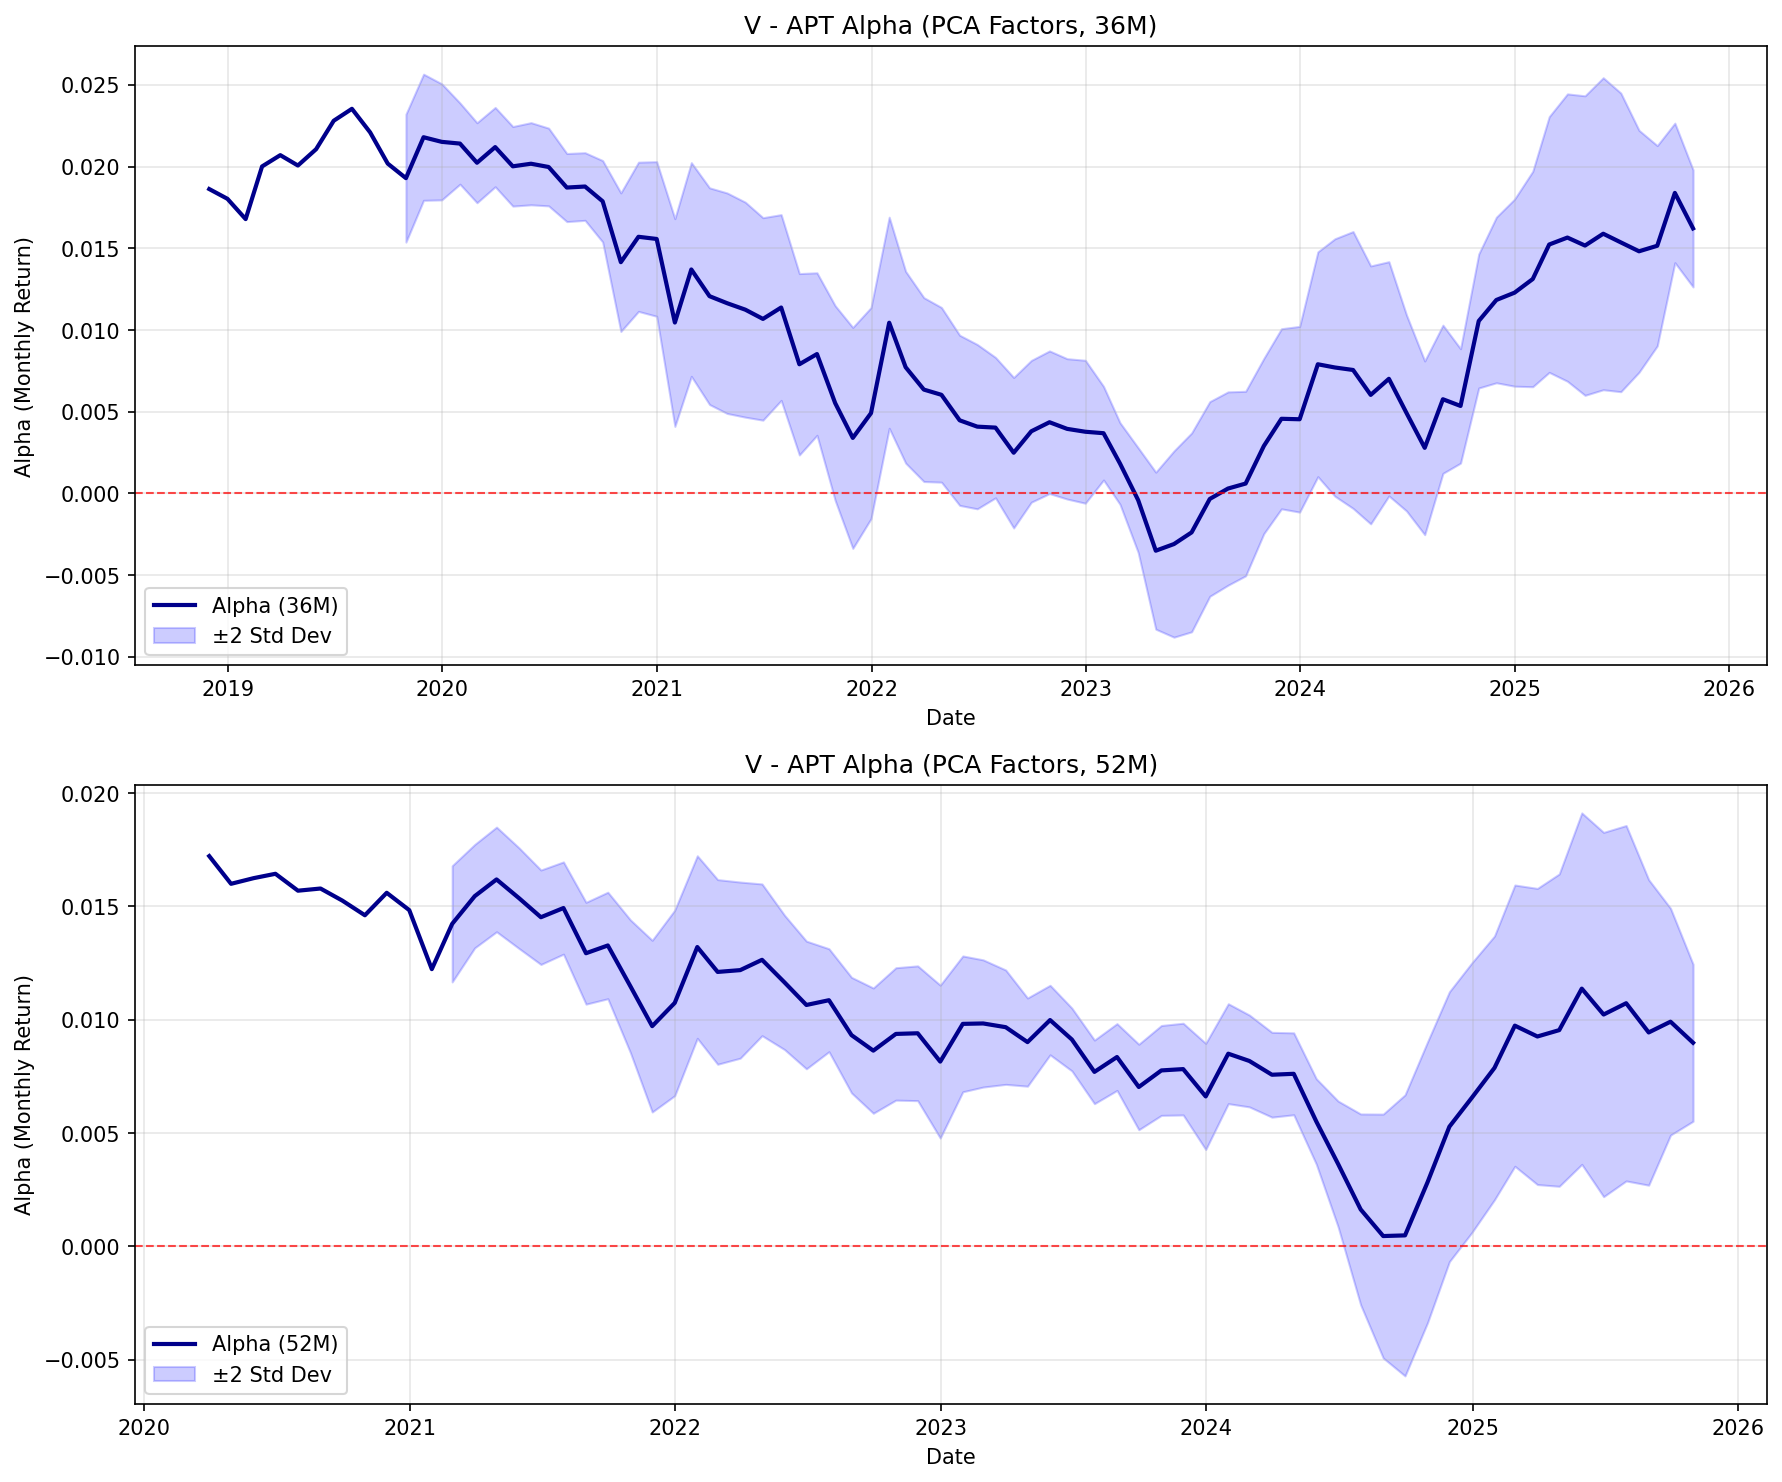 V - APT Alpha (PCA Factors, 36M)
Alpha (Monthly Return)
0.025
0.020
0.015
0.010
0.005
0.000
−0.005
−0.010
Alpha (36M)
±2 Std Dev
2019 2020 2021 2022 2023 2024 2025 2026
Date
V - APT Alpha (PCA Factors, 52M)
Alpha (Monthly Return)
0.020
0.015
0.010
0.005
0.000
−0.005
Alpha (52M)
±2 Std Dev
2020 2021 2022 2023 2024 2025 2026
Date